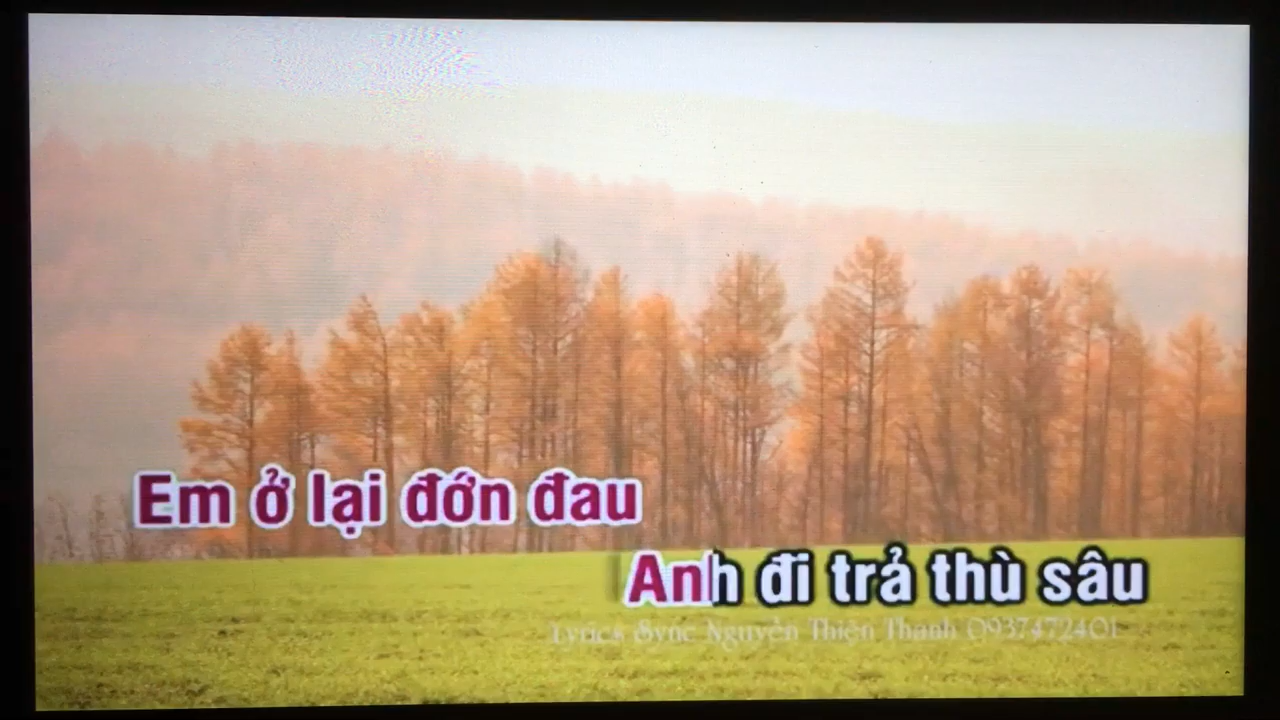 Em ở lại đớn đau
Anh đi trả thù sâu
Lyrics Sync Nguyễn Thiện Thanh 0937472401